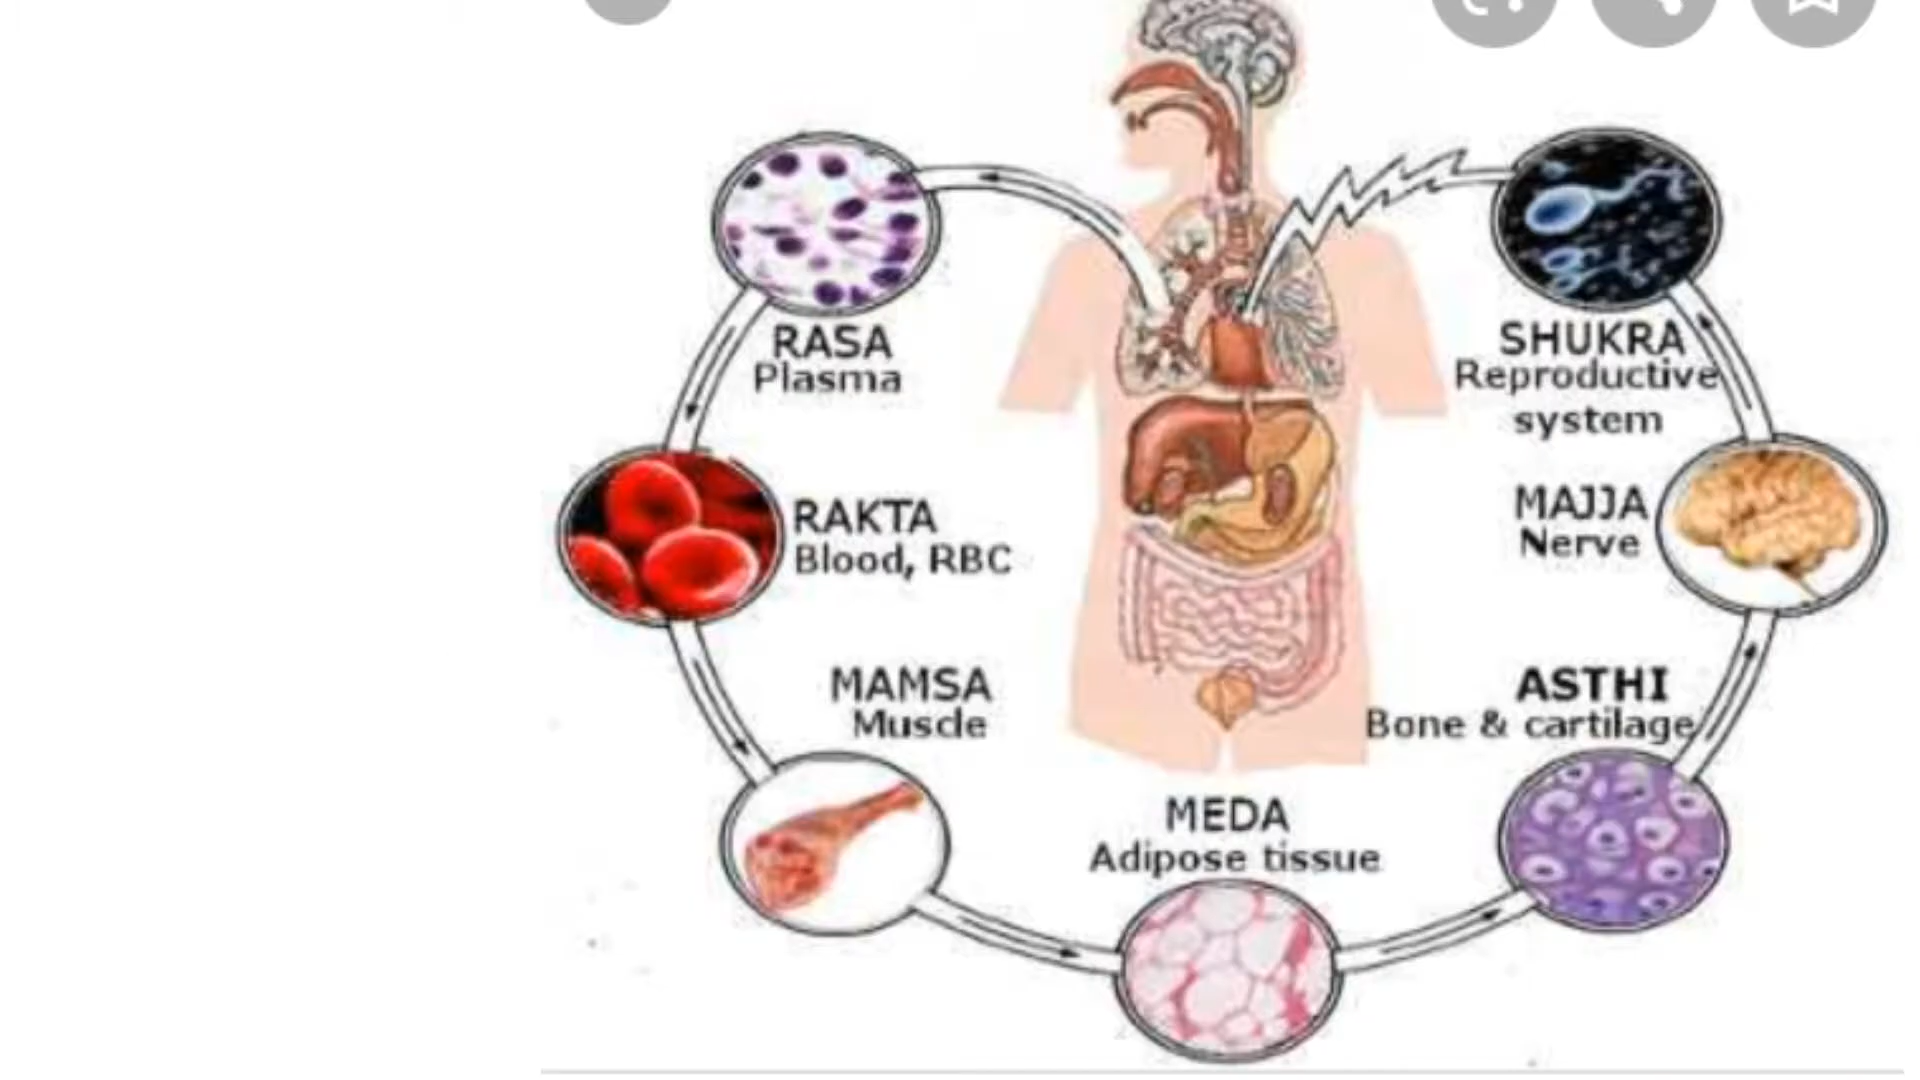 RASA
Plasma
SHUKRA
Reproductive
system
RAKTA
Blood, RBC
MAJJA
Nerve
MAMSA
Muscle
ASTHI
Bone & cartilage
MEDA
Adipose tissue